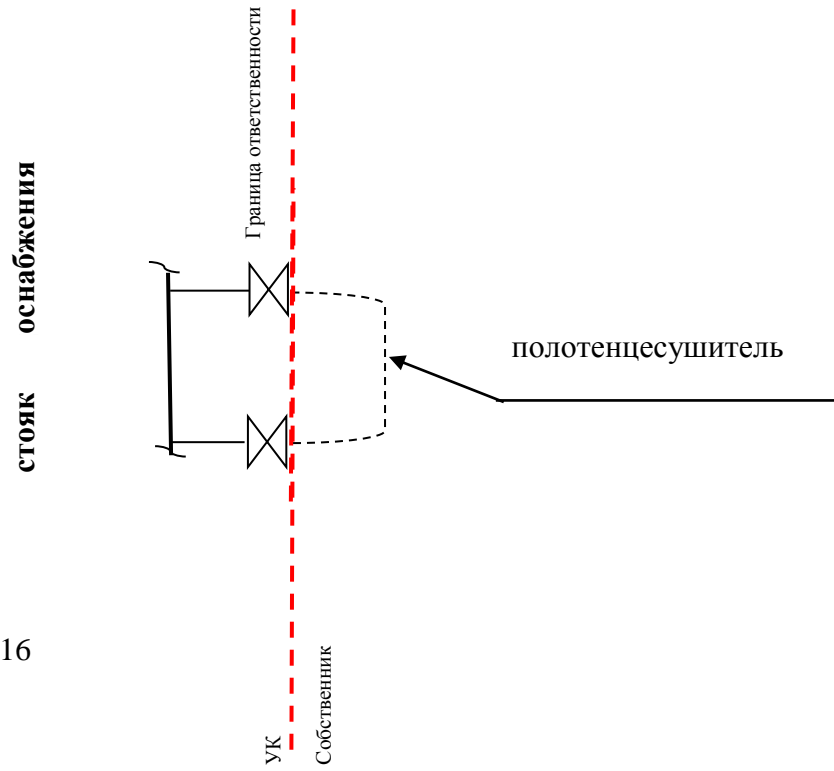 стояк оснабжения
Граница ответственности
полотенцесушитель
16
УК
Собственник